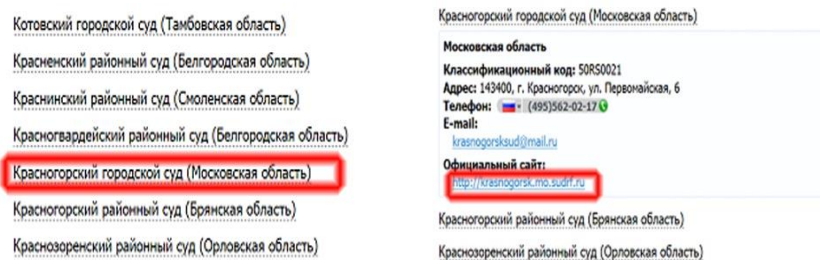 Котовский городской суд (Тамбовская область)
Красненский районный суд (Белгородская область)
Краснинский районный суд (Смоленская область)
Красногвардейский районный суд (Белгородская область)
Красногорский городской суд (Московская область)
Красногорский районный суд (Брянская область)
Краснозоренский районный суд (Орловская область)
Красногорский городской суд (Московская область)
Московская область
Классификационный код: 50RS0021
Адрес: 143400, г. Красногорск, ул. Первомайская, 6
Телефон: (495)562-02-17
E-mail:
krasnogorsksud@mail.ru
Официальный сайт:
http://krasnogorsk.mo.sudrf.ru
Красногорский районный суд (Брянская область)
Краснозоренский районный суд (Орловская область)